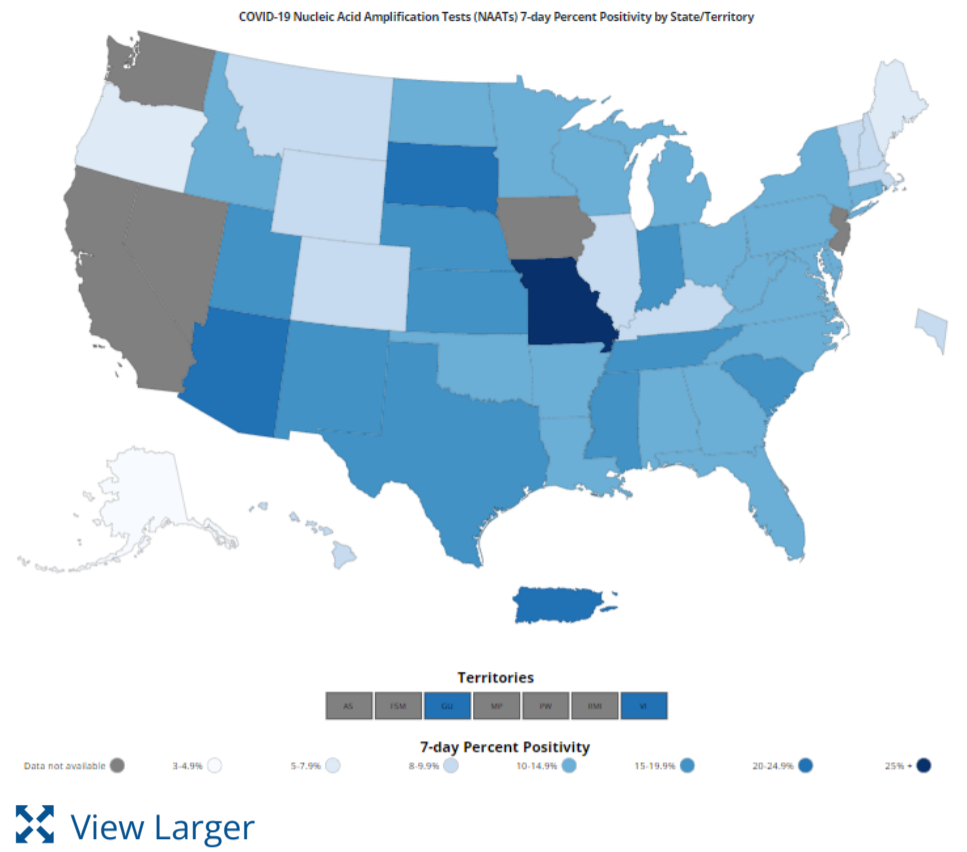 COVID-19 Nucleic Acid Amplification Tests (NAATs) 7-day Percent Positivity by State/Territory
Territories
AS FSM GU MP PW RMI VI
7-day Percent Positivity
Data not available 3-4.9% 5-7.9% 8-9.9% 10-14.9% 15-19.9% 20-24.9% 25% +
View Larger